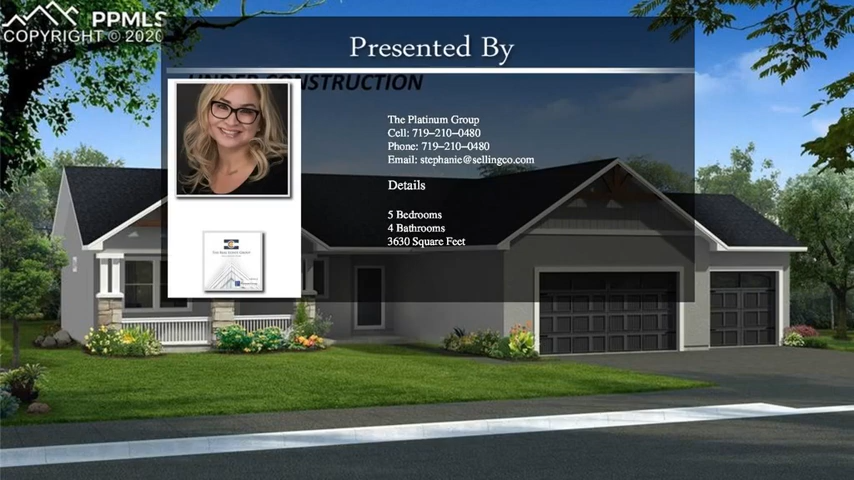 PPMLS
COPYRIGHT © 2020
Presented By
UNDER CONSTRUCTION
The Platinum Group
Cell: 719-210-0480
Phone: 719-210-0480
Email: stephanie@sellingco.com
Details
5 Bedrooms
4 Bathrooms
3630 Square Feet